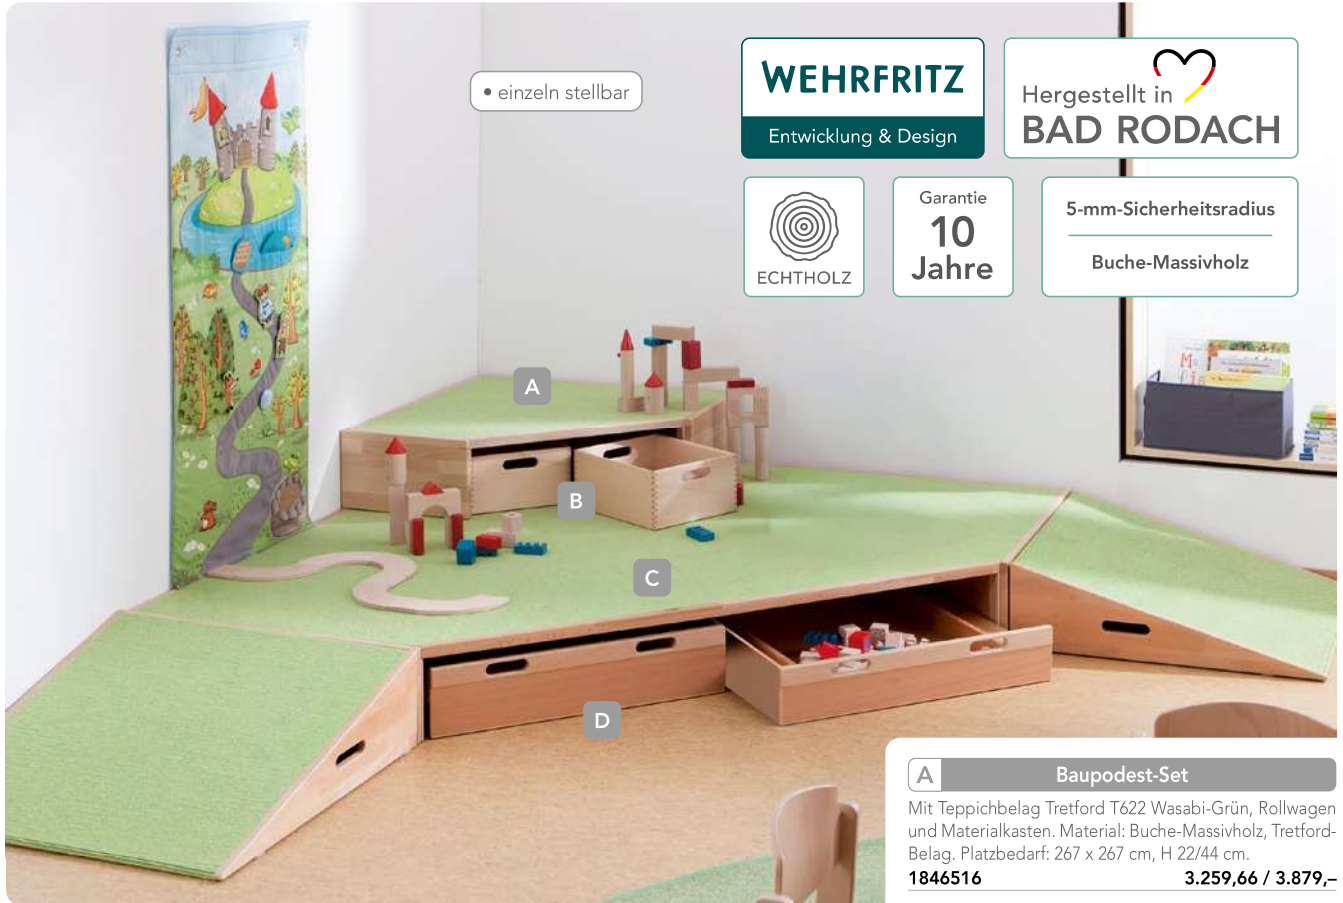 • einzeln stellbar
WEHRFRITZ
Entwicklung & Design
Hergestellt in
BAD RODACH
ECHTHOLZ
Garantie
10
Jahre
5-mm-Sicherheitsradius
Buche-Massivholz
A
B
C
D
A Baupodest-Set
Mit Teppichbelag Tretford T622 Wasabi-Grün, Rollwagen
und Materialkasten. Material: Buche-Massivholz, Tretford-
Belag. Platzbedarf: 267 x 267 cm, H 22/44 cm.
1846516 3.259,66 / 3.879,–